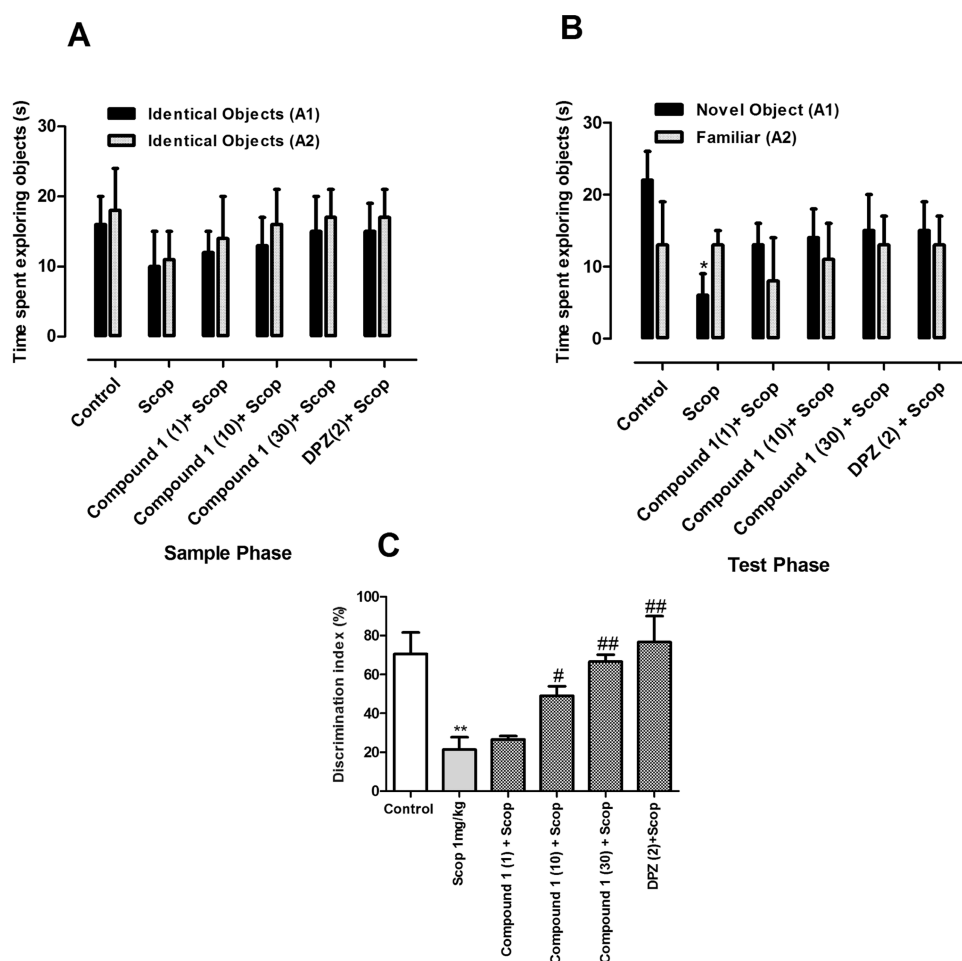 A
Time spent exploring objects (s)
Identical Objects (A1)
Identical Objects (A2)
30
20
10
0
Control
Scop
Compound 1 (1)+ Scop
Compound 1 (10)+ Scop
Compound 1 (30)+ Scop
DPZ(2)+ Scop
Sample Phase
B
Time spent exploring objects (s)
Novel Object (A1)
Familiar (A2)
30
20
10
0
*
Control
Scop
Compound 1(1)+ Scop
Compound 1 (10)+ Scop
Compound 1 (30) + Scop
DPZ (2) + Scop
Test Phase
C
Discrimination index (%)
100
80
60
40
20
0
**
#
##
##
Control
Scop 1mg/kg
Compound 1 (1) + Scop
Compound 1 (10) + Scop
Compound 1 (30) + Scop
DPZ (2)+Scop